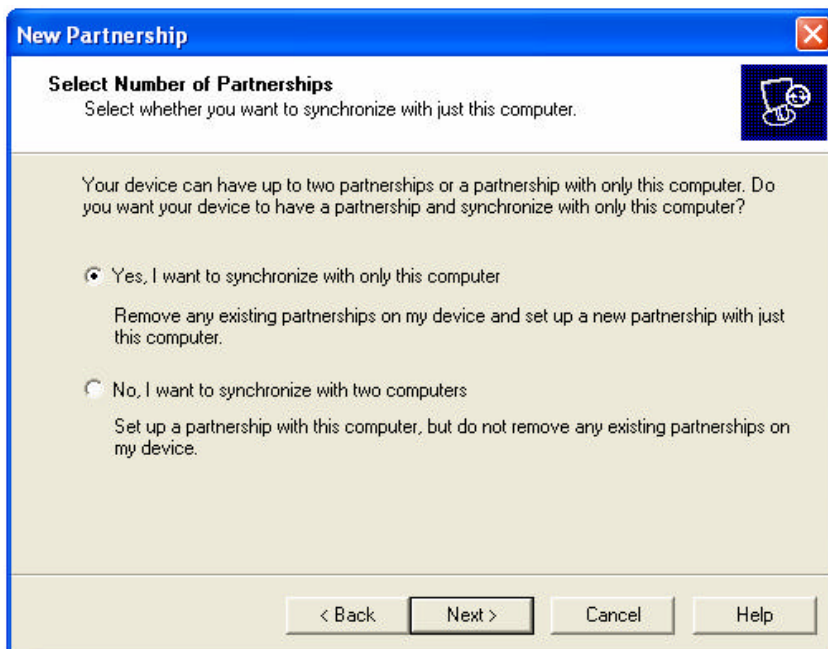 New Partnership
Select Number of Partnerships
Select whether you want to synchronize with just this computer.
Your device can have up to two partnerships or a partnership with only this computer. Do
you want your device to have a partnership and synchronize with only this computer?
Yes, I want to synchronize with only this computer
Remove any existing partnerships on my device and set up a new partnership with just
this computer.
No, I want to synchronize with two computers
Set up a partnership with this computer, but do not remove any existing partnerships on
my device.
< Back
Next >
Cancel
Help